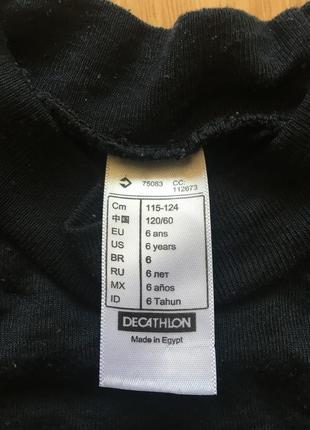 75083 CC: 112673
Cm 115-124
中国 120/60
EU 6 ans
US 6 years
BR 6
RU 6 лет
MX 6 años
ID 6 Tahun
DECATHLON
Made in Egypt